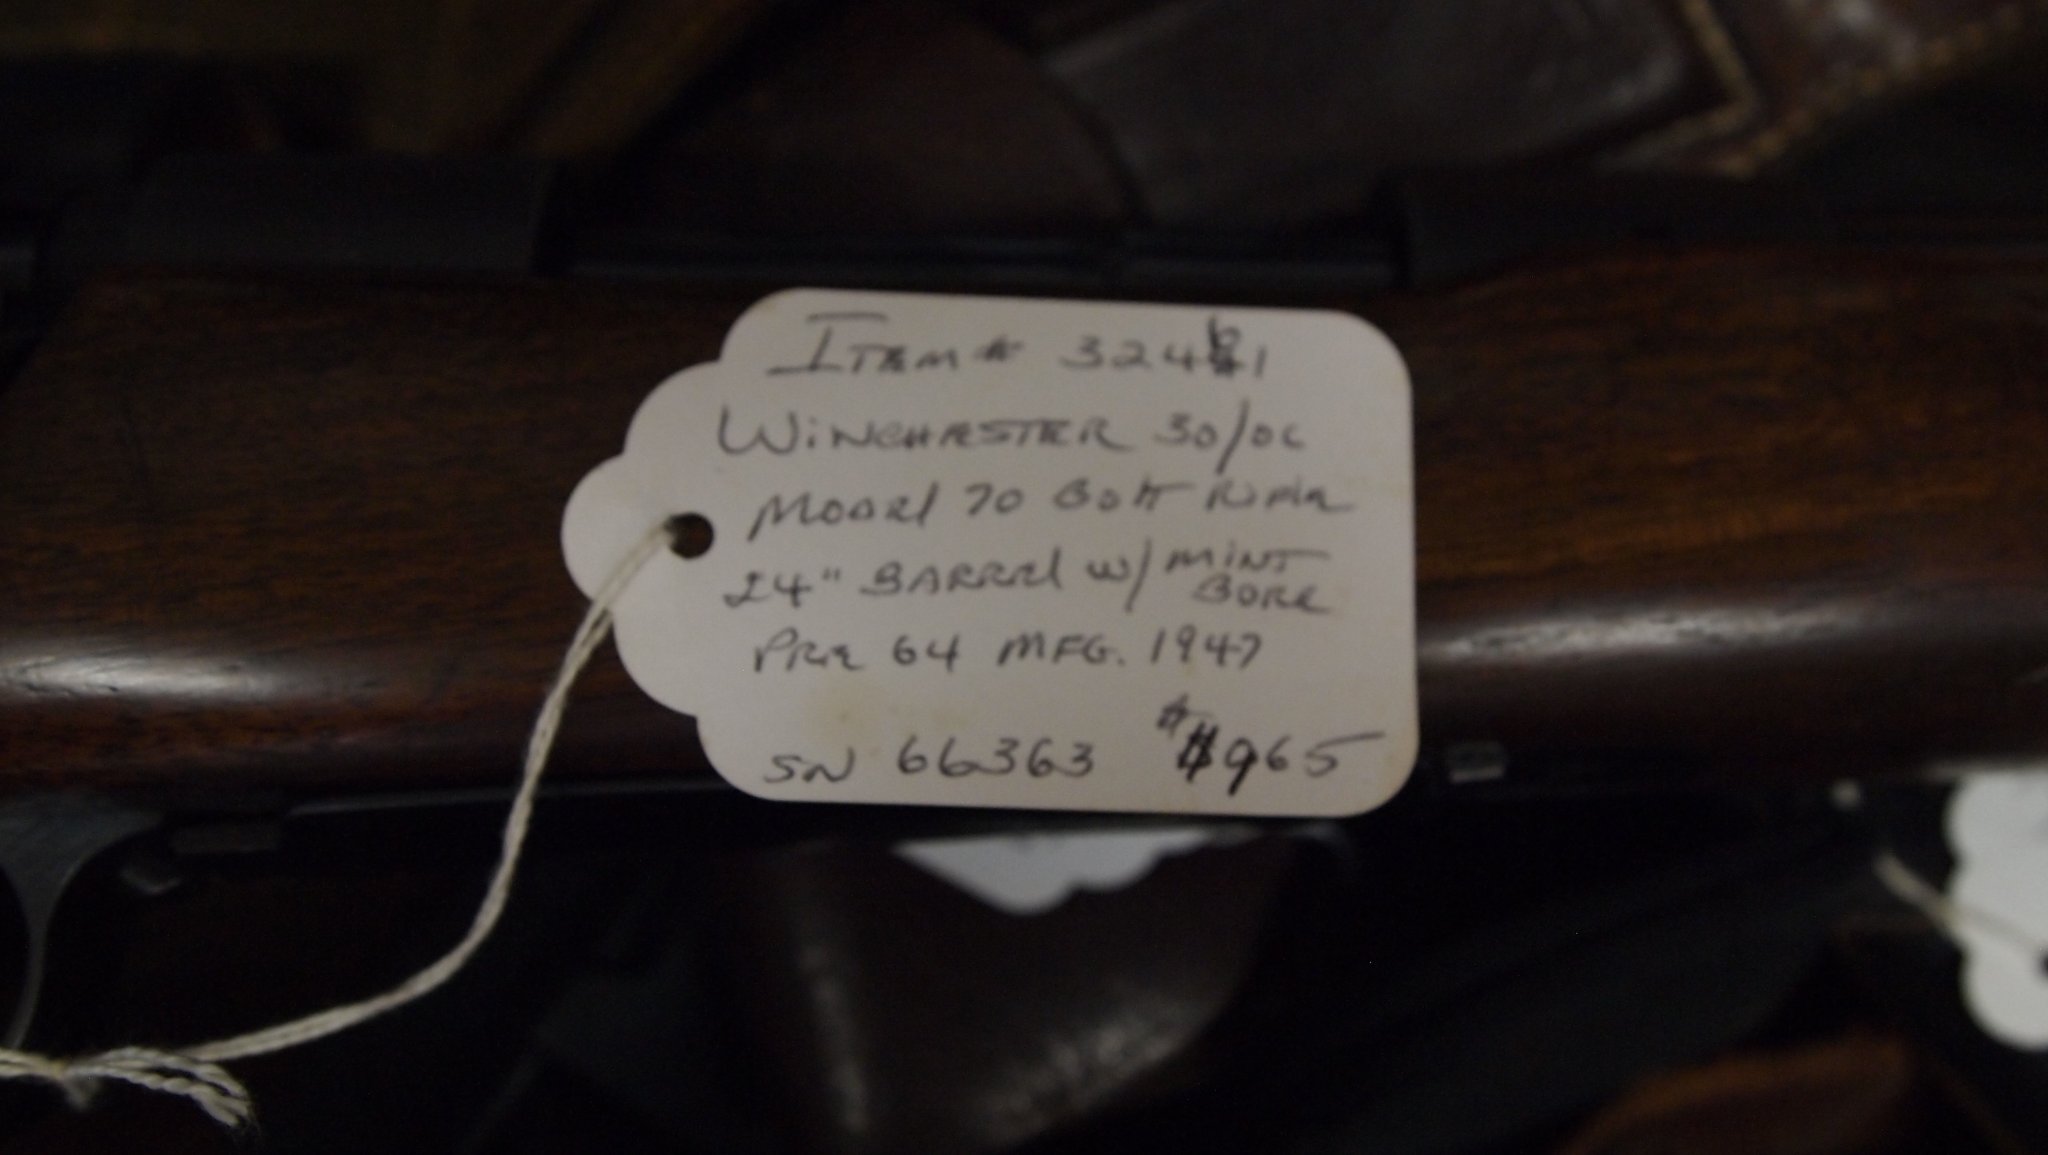 ITEM # 324 1
WINCHESTER 30/06
MODEL 70 BOLT RIFLE
24" BARREL W/ MINT BORE
PRE 64 MFG. 1947
SN 66363 $965